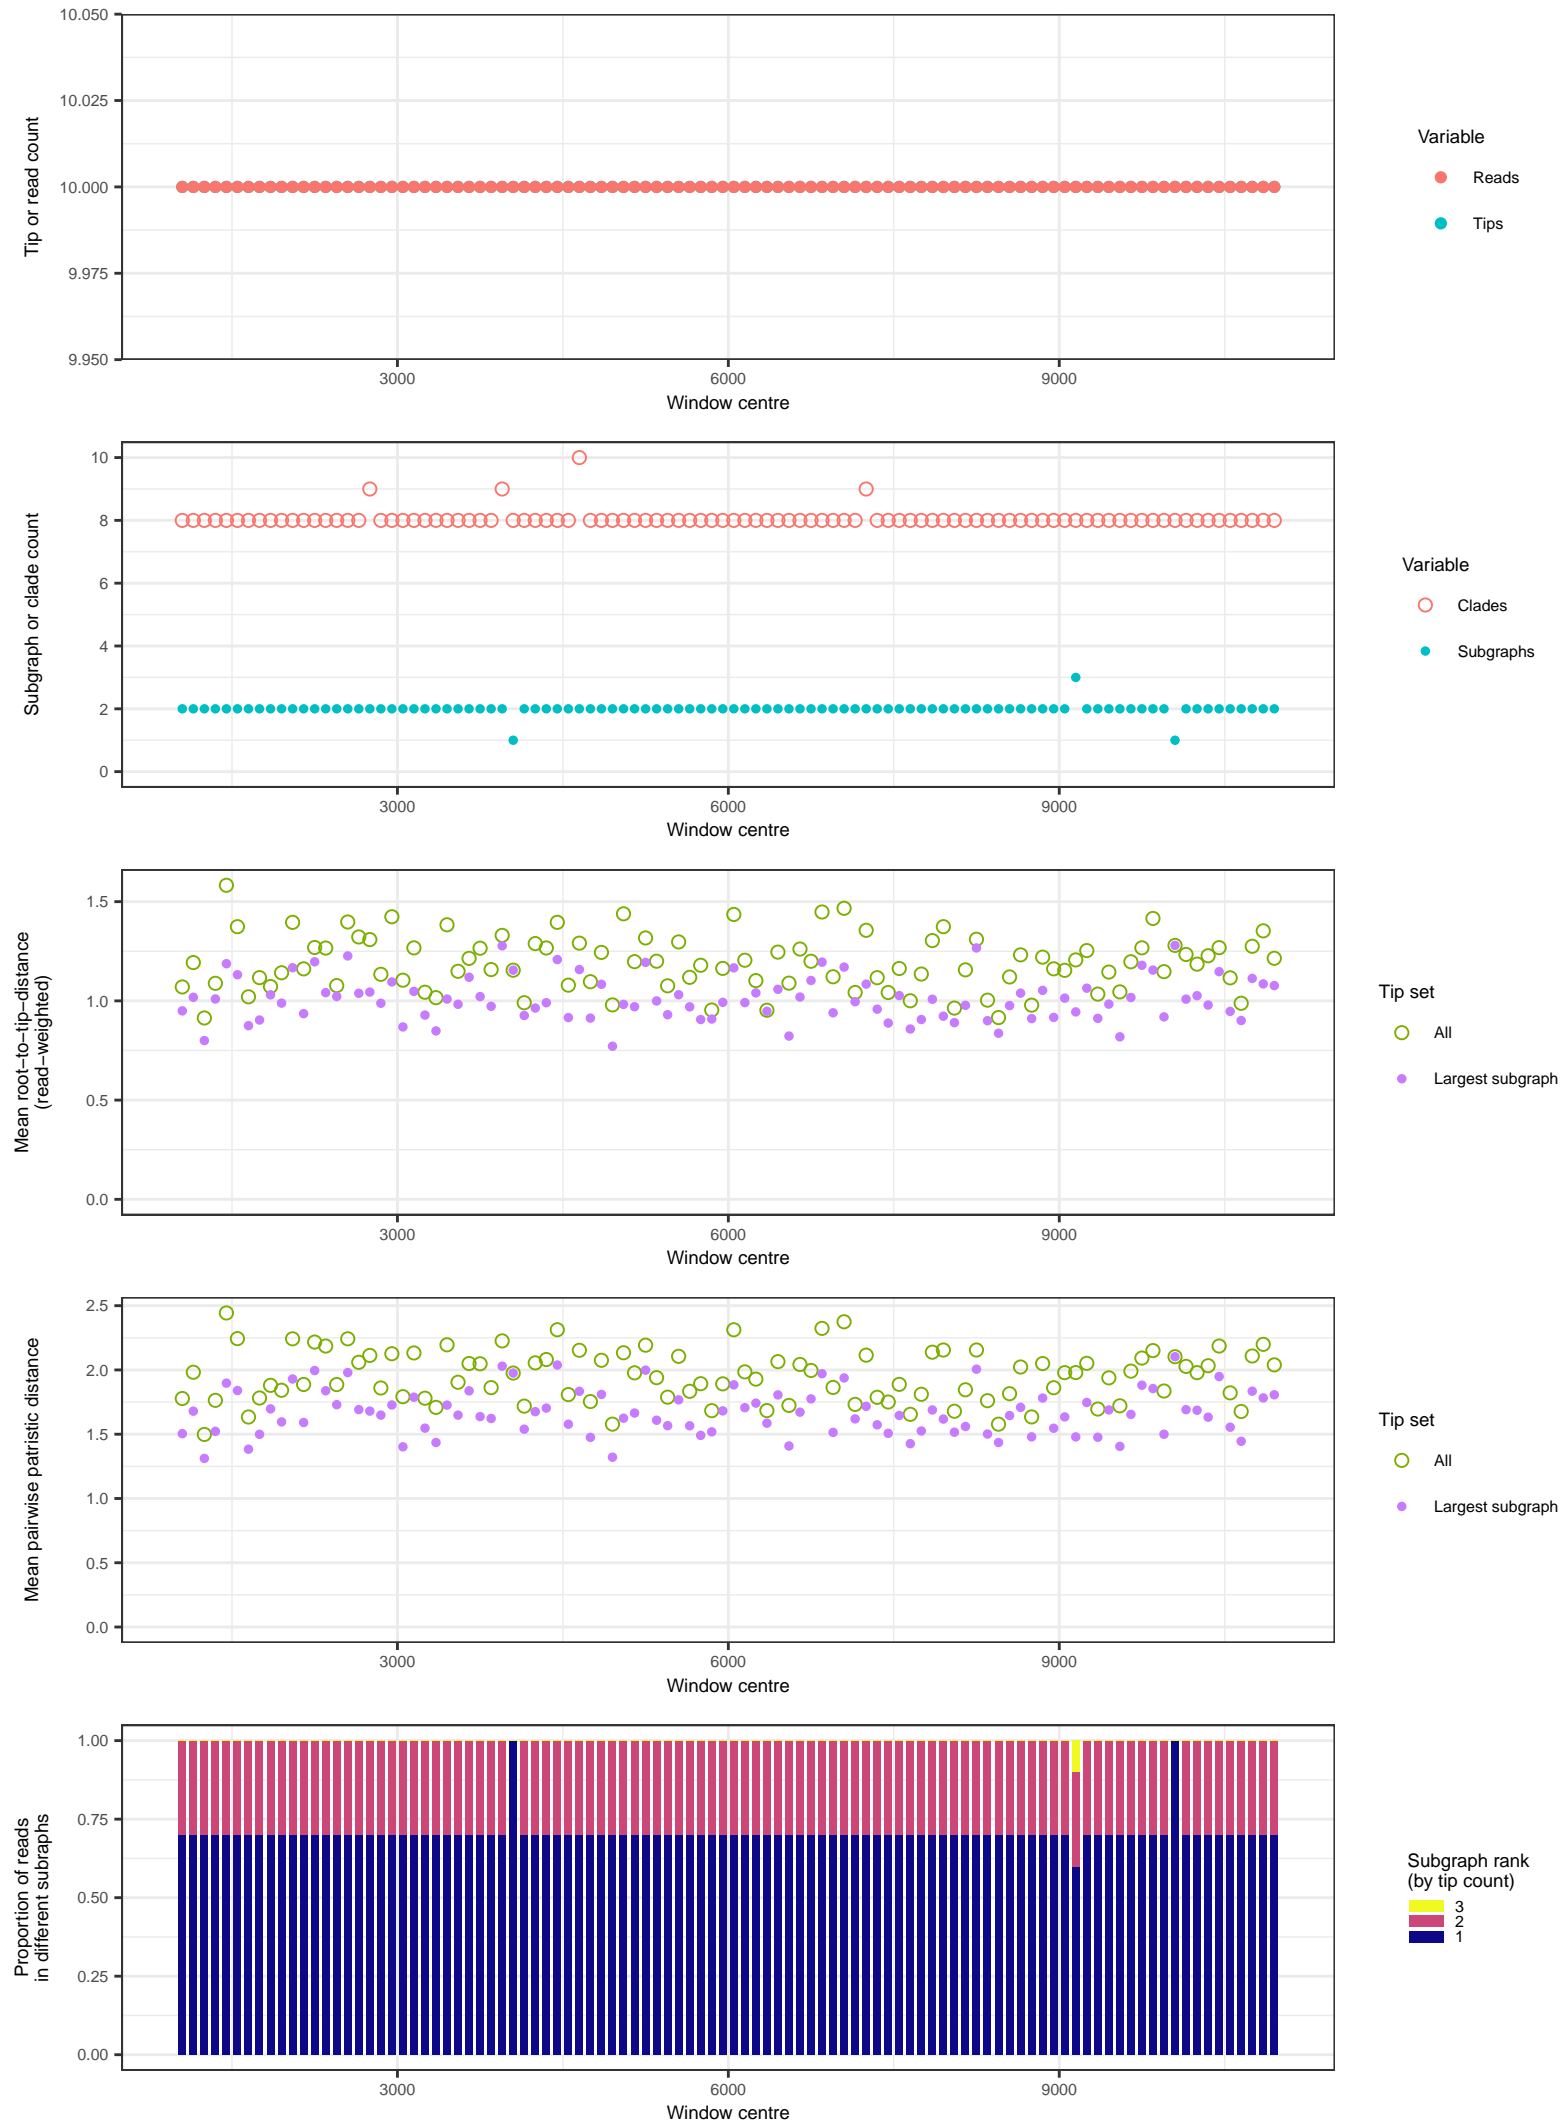 10.050
10.025
10.000
9.975
9.950
Tip or read count
3000 6000 9000
Window centre
Variable
Reads
Tips
10
8
6
4
2
0
Subgraph or clade count
3000 6000 9000
Window centre
Variable
Clades
Subgraphs
1.5
1.0
0.5
0.0
Mean root−to−tip−distance
(read−weighted)
3000 6000 9000
Window centre
Tip set
All
Largest subgraph
2.5
2.0
1.5
1.0
0.5
0.0
Mean pairwise patristic distance
3000 6000 9000
Window centre
Tip set
All
Largest subgraph
1.00
0.75
0.50
0.25
0.00
Proportion of reads
in different subraphs
3000 6000 9000
Window centre
Subgraph rank
(by tip count)
3
2
1